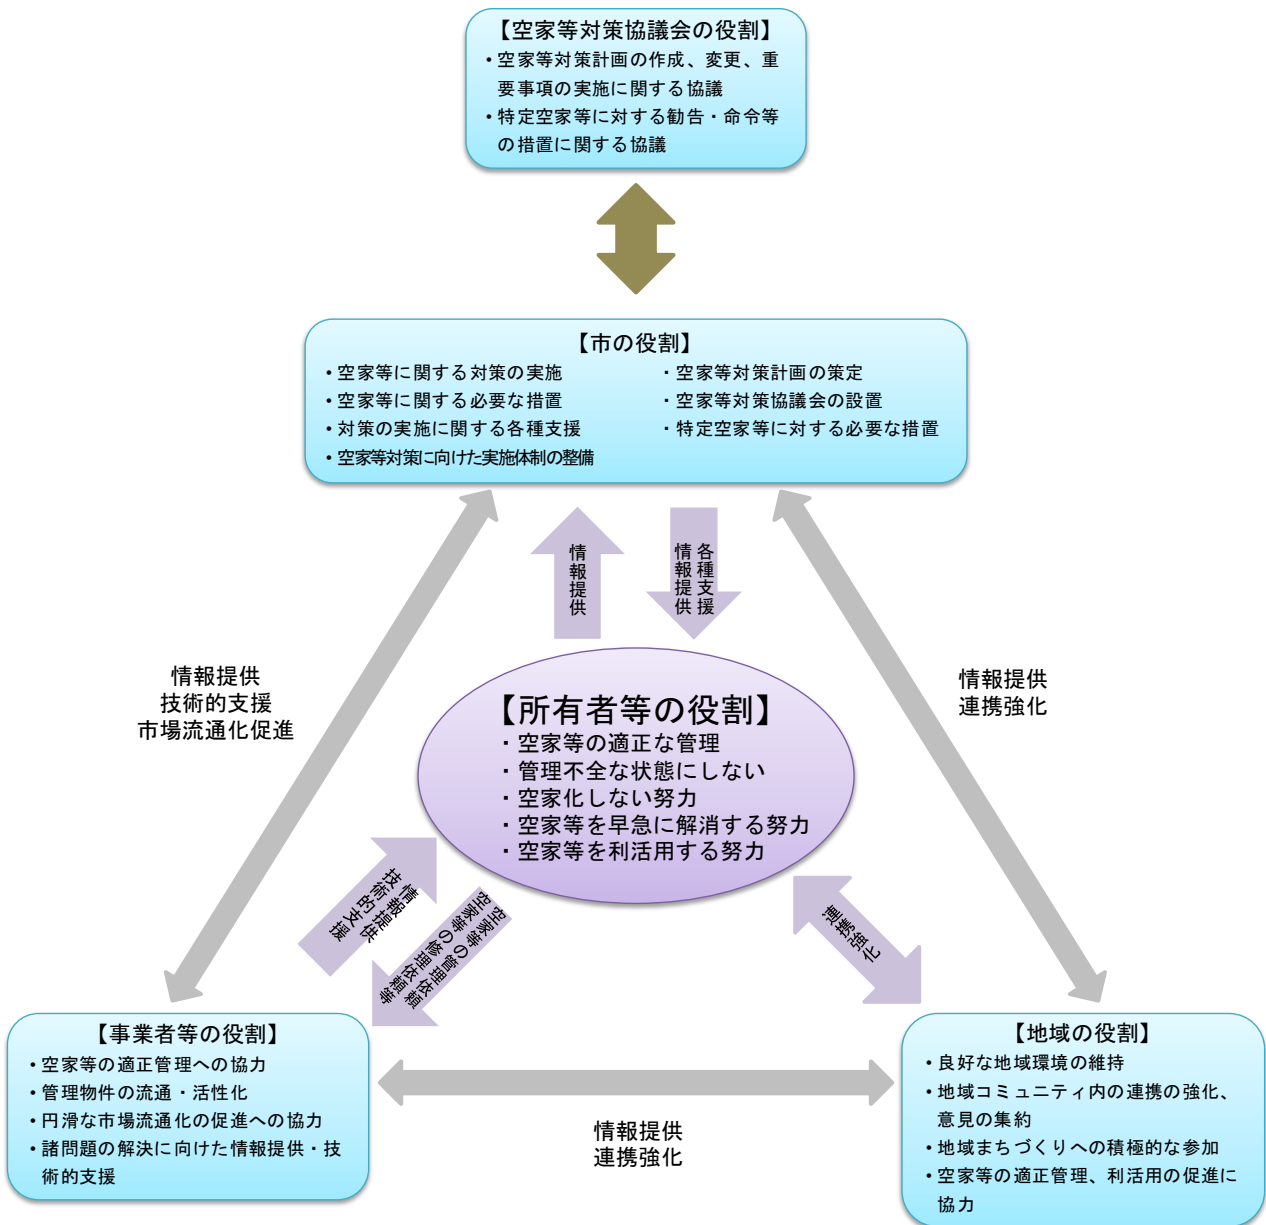 【空家等対策協議会の役割】
・空家等対策計画の作成、変更、重
要事項の実施に関する協議
・特定空家等に対する勧告・命令等
の措置に関する協議
【市の役割】
・空家等に関する対策の実施
・空家等に関する必要な措置
・対策の実施に関する各種支援
・空家等対策に向けた実施体制の整備
・空家等対策計画の策定
・空家等対策協議会の設置
・特定空家等に対する必要な措置
情報提供
各種支援
情報提供
情報提供
技術的支援
市場流通化促進
情報提供
連携強化
【所有者等の役割】
・空家等の適正な管理
・管理不全な状態にしない
・空家化しない努力
・空家等を早急に解消する努力
・空家等を利活用する努力
情報提供
技術的支援
空家等の管理依頼
空家等の修理依頼等
連携強化
【事業者等の役割】
・空家等の適正管理への協力
・管理物件の流通・活性化
・円滑な市場流通化の促進への協力
・諸問題の解決に向けた情報提供・技
術的支援
情報提供
連携強化
【地域の役割】
・良好な地域環境の維持
・地域コミュニティ内の連携の強化、
意見の集約
・地域まちづくりへの積極的な参加
・空家等の適正管理、利活用の促進に
協力